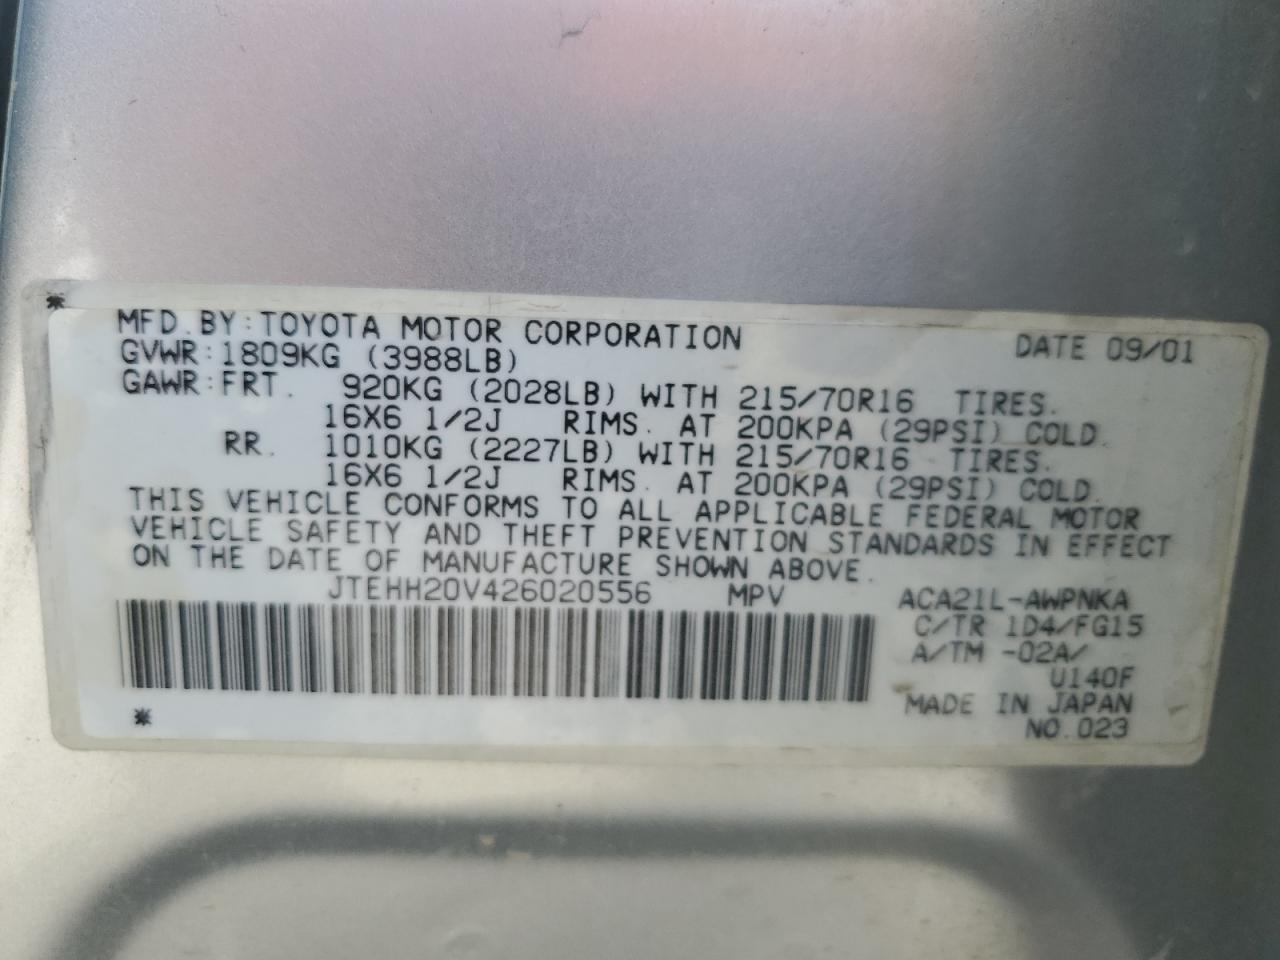 MFD.BY:TOYOTA MOTOR CORPORATION DATE 09/01
GVWR:1809KG (3988LB)
GAWR:FRT. 920KG (2028LB) WITH 215/70R16 TIRES.
16X6 1/2J RIMS. AT 200KPA (29PSI) COLD.
RR. 1010KG (2227LB) WITH 215/70R16 TIRES.
16X6 1/2J RIMS. AT 200KPA (29PSI) COLD.
THIS VEHICLE CONFORMS TO ALL APPLICABLE FEDERAL MOTOR
VEHICLE SAFETY AND THEFT PREVENTION STANDARDS IN EFFECT
ON THE DATE OF MANUFACTURE SHOWN ABOVE.
JTEHH20V426020556 MPV ACA21L-AWPNKA
C/TR 1D4/FG15
A/TM -02A/
U140F
MADE IN JAPAN
NO.023